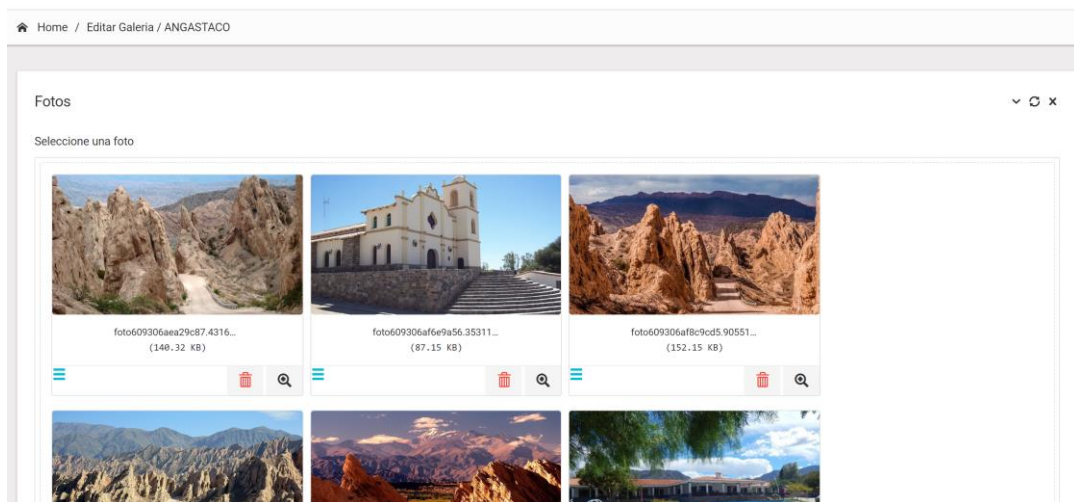 Home / Editar Galeria / ANGASTACO
Fotos
Seleccione una foto
foto609306aea29c87.4316...
(140.32 KB)
foto609306af6e9a56.35311...
(87.15 KB)
foto609306af8c9cd5.90551...
(152.15 KB)